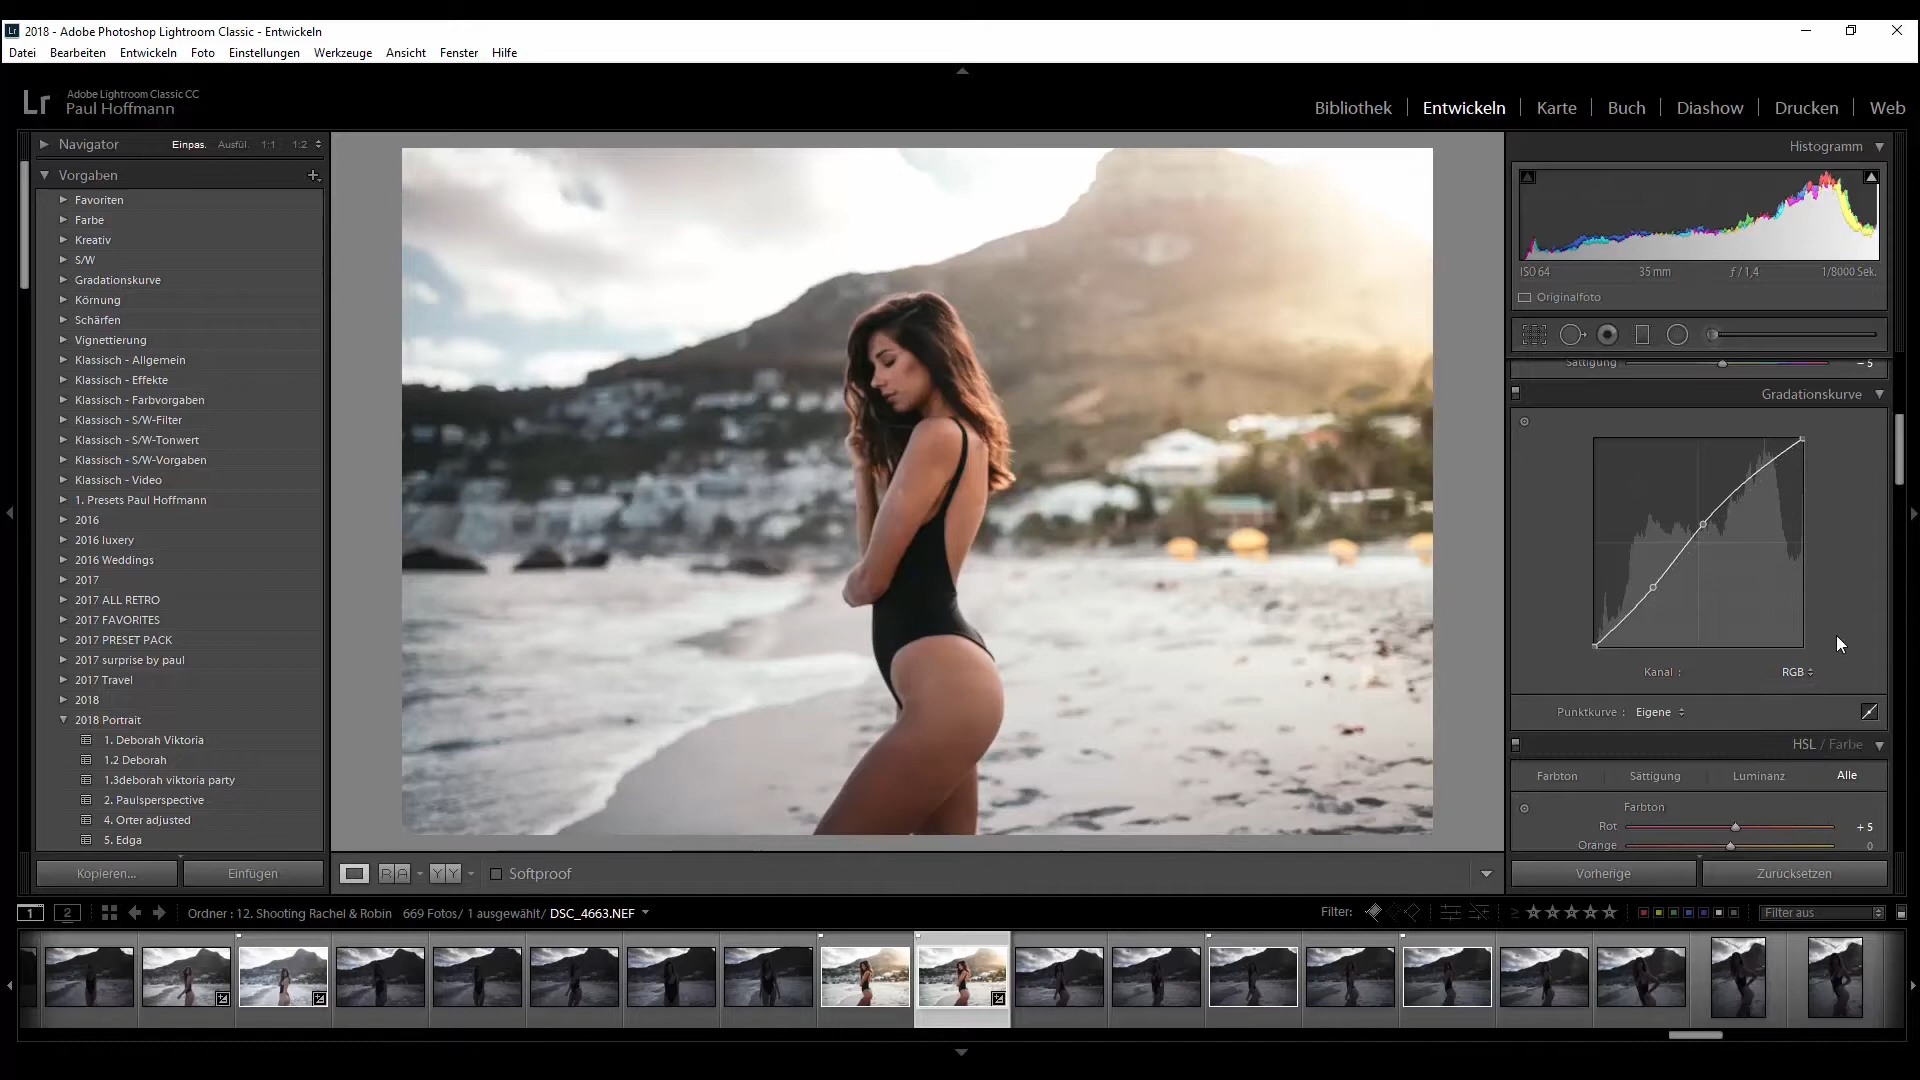 2018 - Adobe Photoshop Lightroom Classic - Entwickeln
Datei Bearbeiten Entwickeln Foto Einstellungen Werkzeuge Ansicht Fenster Hilfe
Lr
Adobe Lightroom Classic CC
Paul Hoffmann
Bibliothek | Entwickeln | Karte | Buch | Diashow | Drucken | Web
Navigator Einpas. Ausfül. 1:1 1:2
Vorgaben
Favoriten
Farbe
Kreativ
S/W
Gradationskurve
Körnung
Schärfen
Vignettierung
Klassisch - Allgemein
Klassisch - Effekte
Klassisch - Farbvorgaben
Klassisch - S/W-Filter
Klassisch - S/W-Tonwert
Klassisch - S/W-Vorgaben
Klassisch - Video
1. Presets Paul Hoffmann
2016
2016 luxery
2016 Weddings
2017
2017 ALL RETRO
2017 FAVORITES
2017 PRESET PACK
2017 surprise by paul
2017 Travel
2018
2018 Portrait
1. Deborah Viktoria
1.2 Deborah
1.3deborah viktoria party
2. Paulsperspective
4. Orter adjusted
5. Edga
Kopieren... Einfügen
Histogramm
ISO 64 35 mm ƒ / 1,4 1/8000 Sek.
Originalfoto
Sättigung - 5
Gradationskurve
Kanal : RGB
Punktkurve : Eigene
HSL / Farbe
Farbton Sättigung Luminanz Alle
Farbton
Rot + 5
Orange 0
Vorherige Zurücksetzen
R A Y Y Softproof
1 2 Ordner : 12. Shooting Rachel & Robin 669 Fotos/ 1 ausgewählt/ DSC_4663.NEF Filter: ≥ Filter aus